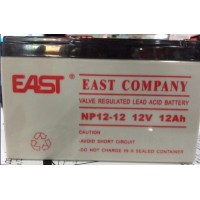 EAST
EAST COMPANY
VALVE REGULATED LEAD ACID BATTERY
NP12-12 12V 12Ah
CAUTION:
.AVOID SHORT CIRCUIT
.DO NOT CHARGE IN A SEALED CONTAINER